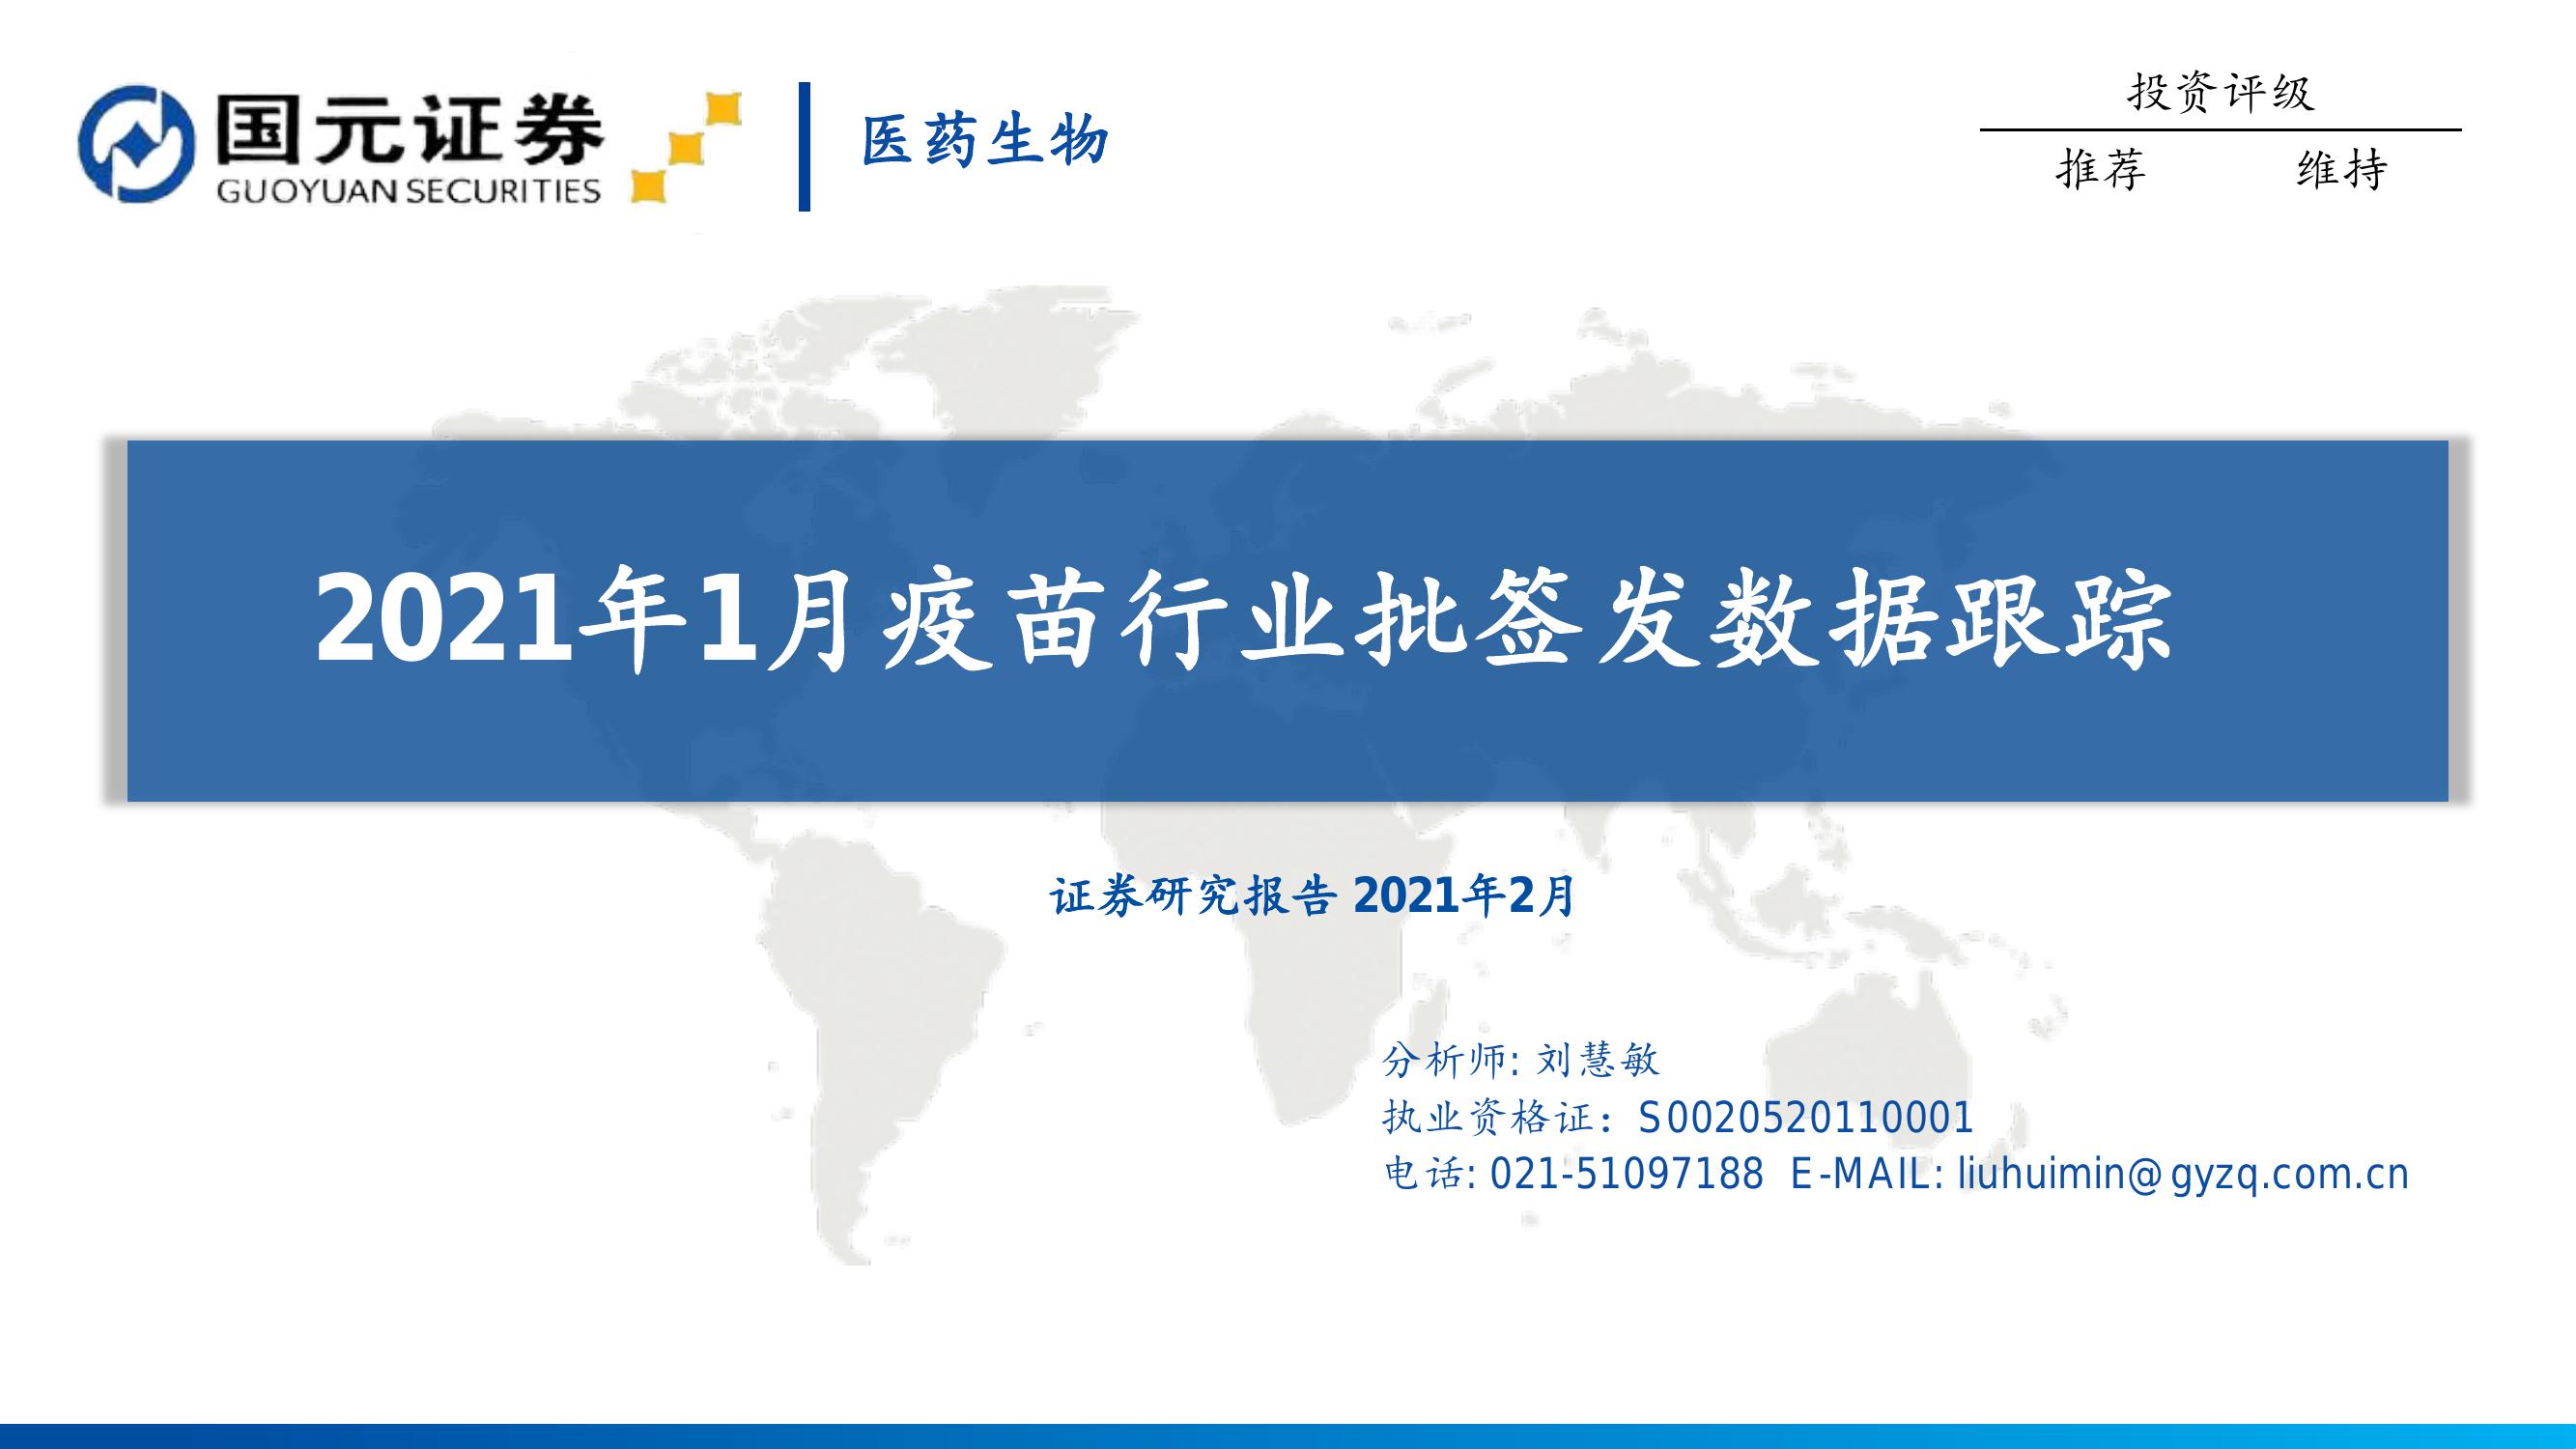 国元证券
GUOYUAN SECURITIES
医药生物
投资评级
推荐 维持
2021年1月疫苗行业批签发数据跟踪
证券研究报告 2021年2月
分析师: 刘慧敏
执业资格证：S0020520110001
电话: 021-51097188 E-MAIL: liuhuimin@gyzq.com.cn